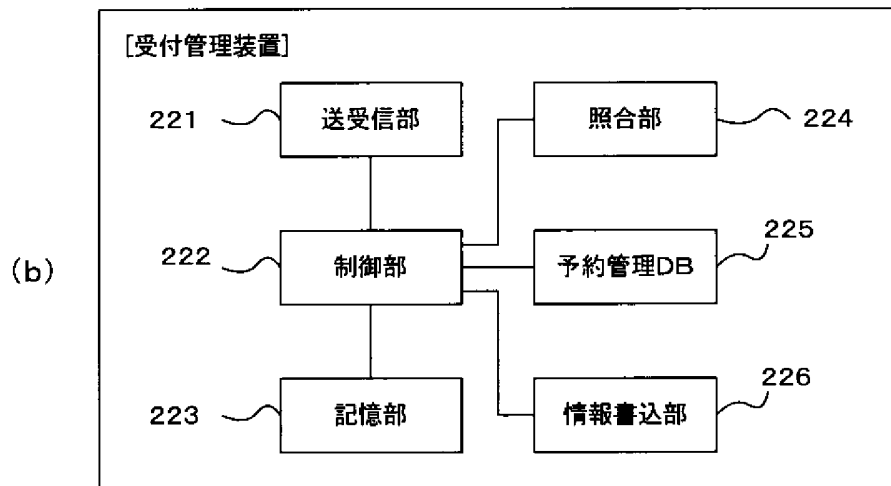 [受付管理装置]
221 送受信部 照合部 224
(b) 222 制御部 予約管理DB 225
223 記憶部 情報書込部 226